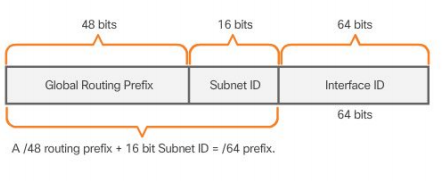 48 bits 16 bits 64 bits
Global Routing Prefix Subnet ID Interface ID
64 bits
A /48 routing prefix + 16 bit Subnet ID = /64 prefix.